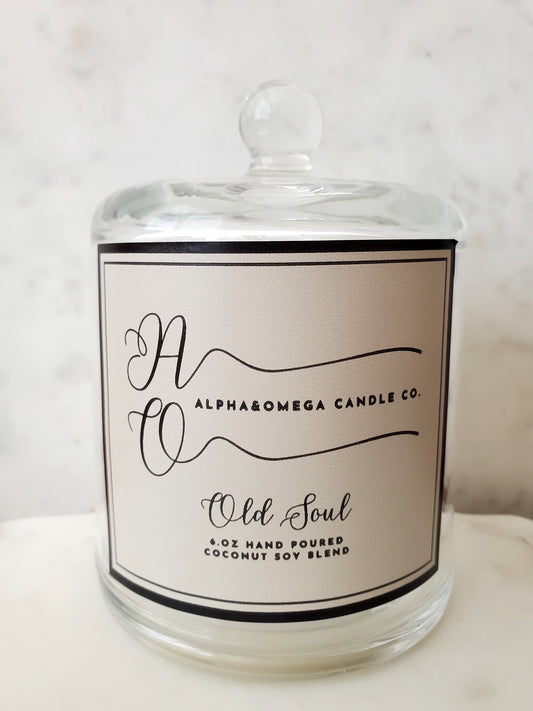 A
ALPHA&OMEGA CANDLE CO.
O
Old Soul
6.OZ HAND POURED
COCONUT SOY BLEND